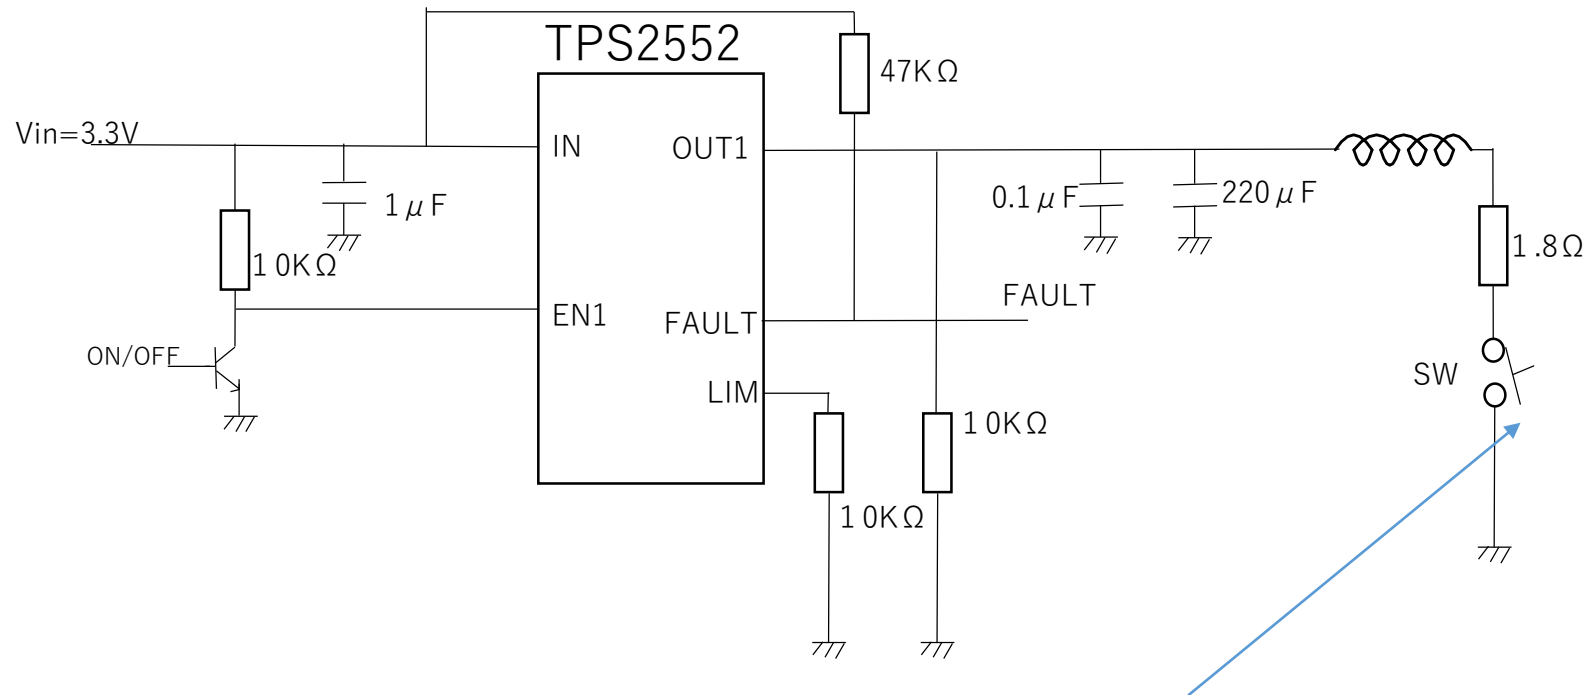 TPS2552
47KΩ
Vin=3.3V
IN
OUT1
1μF
0.1μF
220μF
10KΩ
1.8Ω
EN1
FAULT
FAULT
ON/OFF
LIM
SW
10KΩ
10KΩ